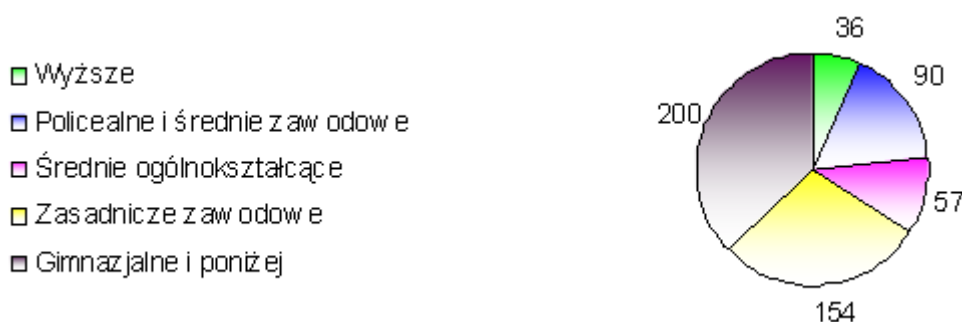 Wyższe
Policealne i średnie zawodowe
Średnie ogólnokształcące
Zasadnicze zawodowe
Gimnazjalne i poniżej
36
90
57
154
200